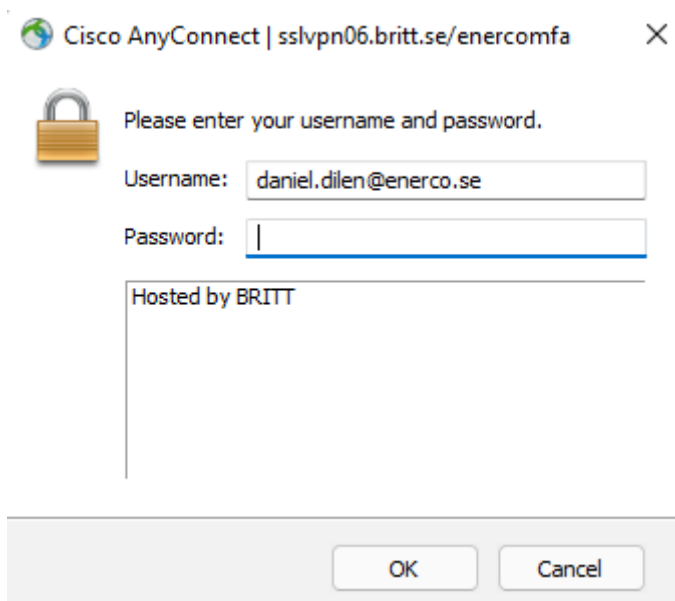 Cisco AnyConnect | sslvpn06.britt.se/enercomfa
Please enter your username and password.
Username: daniel.dilen@enerco.se
Password:
Hosted by BRITT
OK Cancel